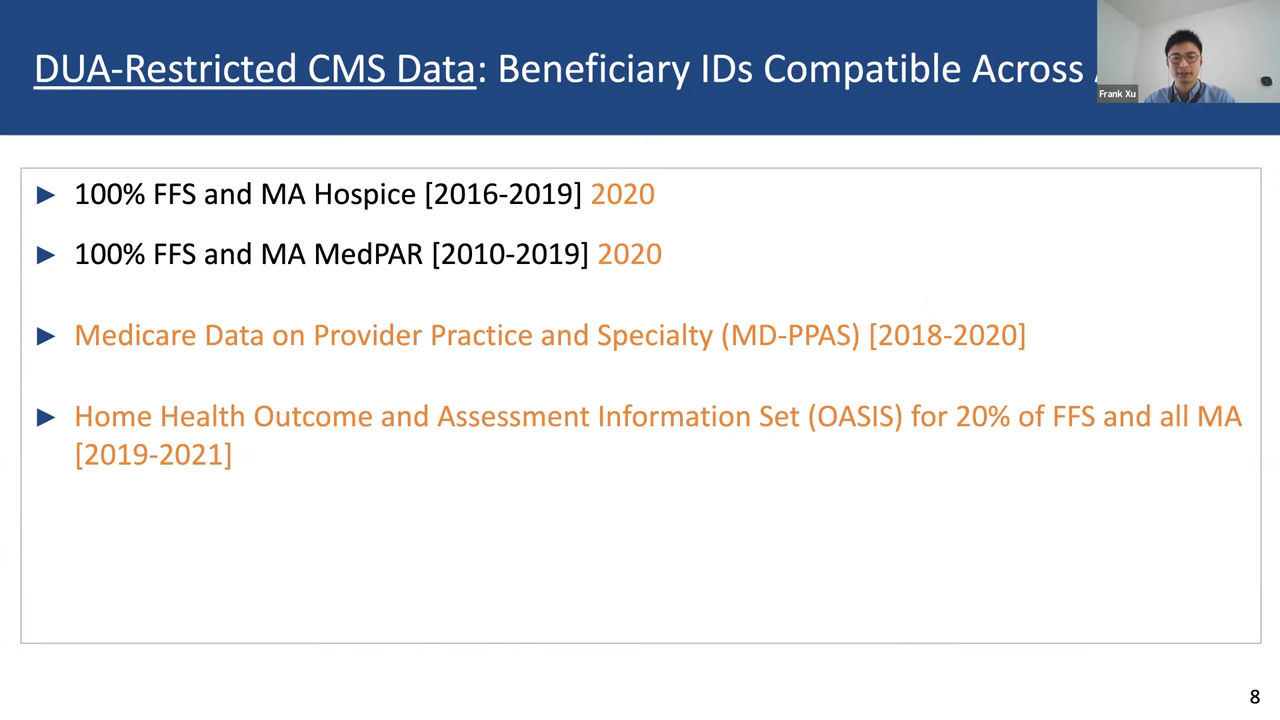 DUA-Restricted CMS Data: Beneficiary IDs Compatible Across
Frank Xu
► 100% FFS and MA Hospice [2016-2019] 2020
► 100% FFS and MA MedPAR [2010-2019] 2020
► Medicare Data on Provider Practice and Specialty (MD-PPAS) [2018-2020]
► Home Health Outcome and Assessment Information Set (OASIS) for 20% of FFS and all MA
[2019-2021]
8